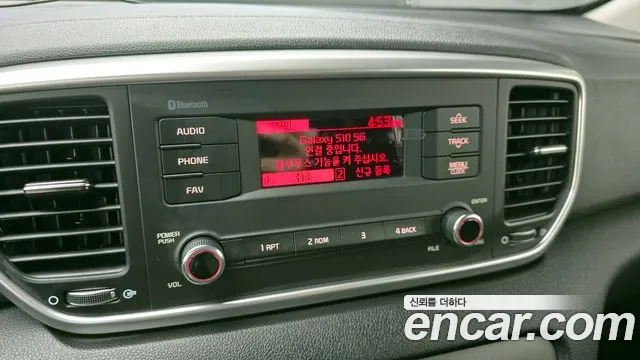 Bluetooth
AUDIO
PHONE
FAV
4:53
Galaxy S10 5G
연결 중입니다.
블루투스 기능을 켜 주십시오.
1 취소 2 신규 등록
SEEK
TRACK
MENU
CLOCK
POWER
PUSH
VOL
1 RPT
2 RDM
3
4 BACK
ENTER
FILE
신뢰를 더하다
encar.com